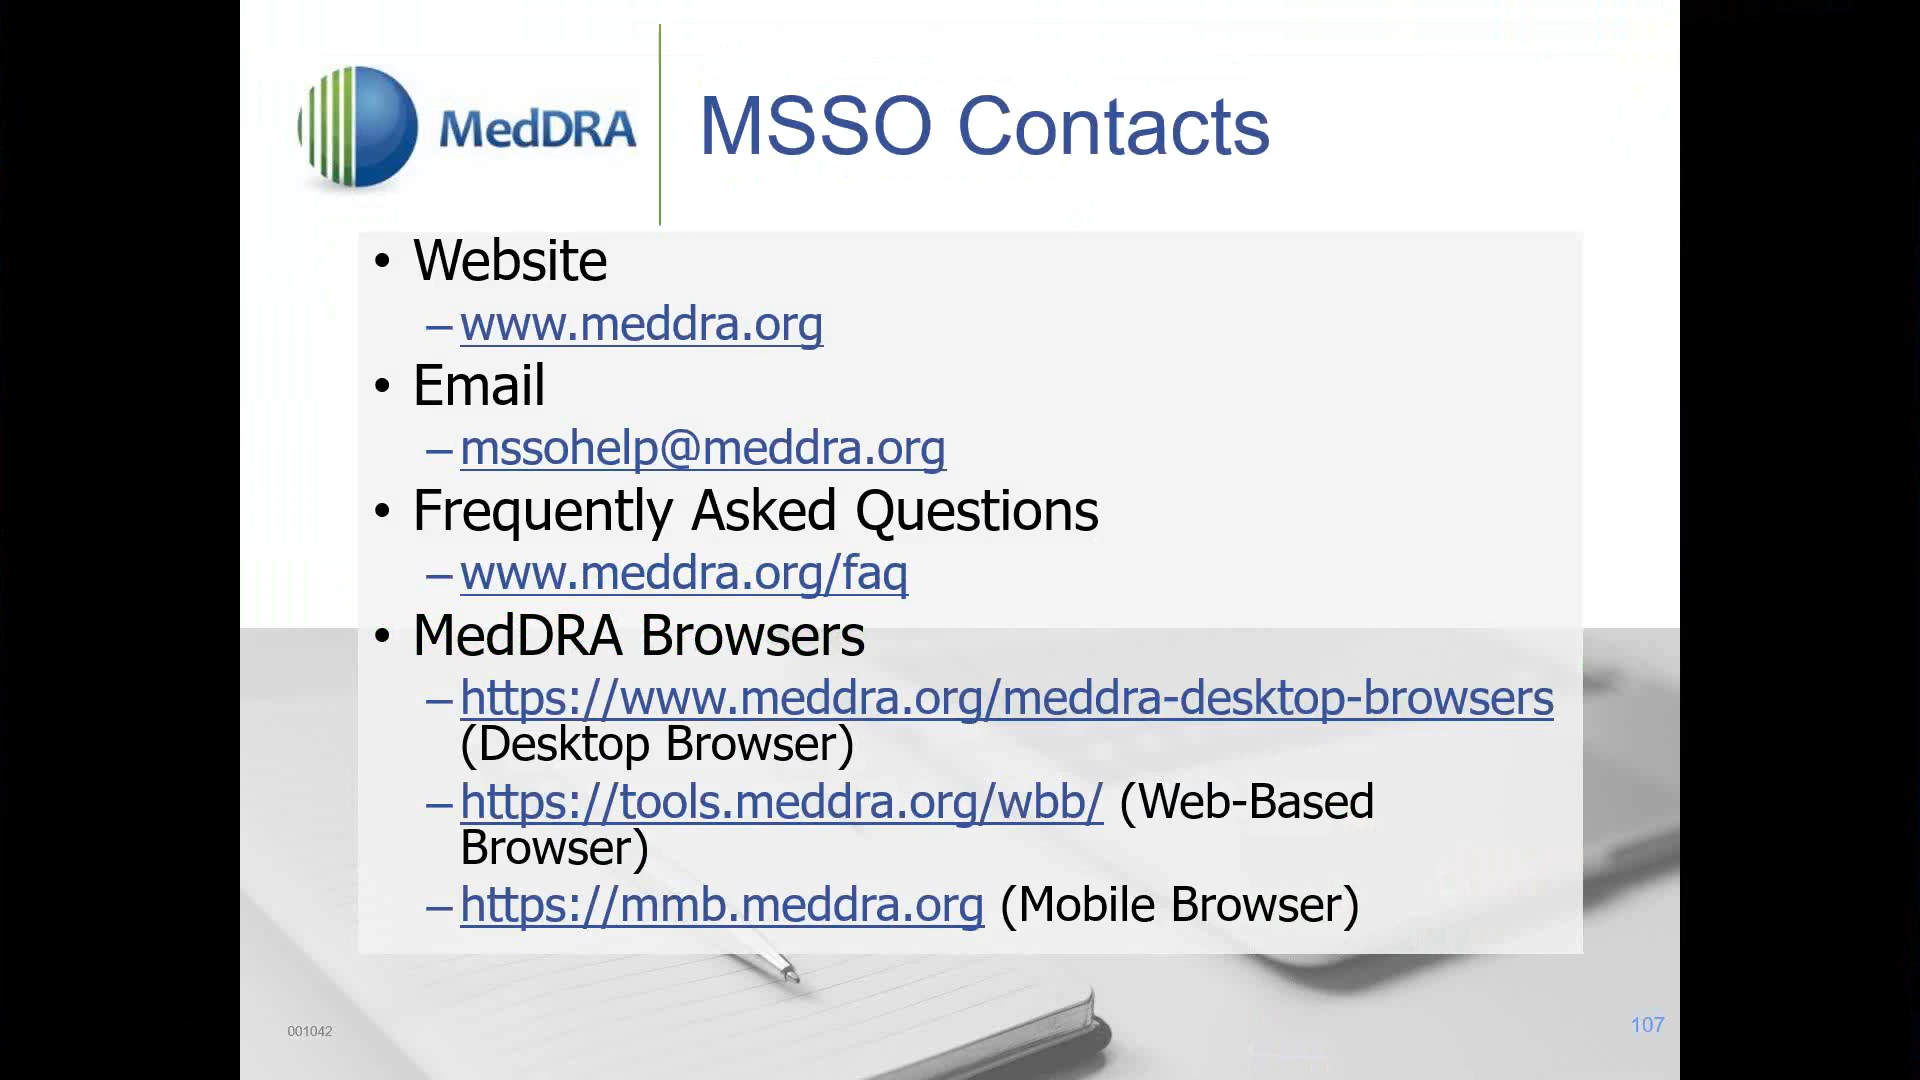 MedDRA
MSSO Contacts
• Website
– www.meddra.org
• Email
– mssohelp@meddra.org
• Frequently Asked Questions
– www.meddra.org/faq
• MedDRA Browsers
– https://www.meddra.org/meddra-desktop-browsers
(Desktop Browser)
– https://tools.meddra.org/wbb/ (Web-Based
Browser)
– https://mmb.meddra.org (Mobile Browser)
001042
107